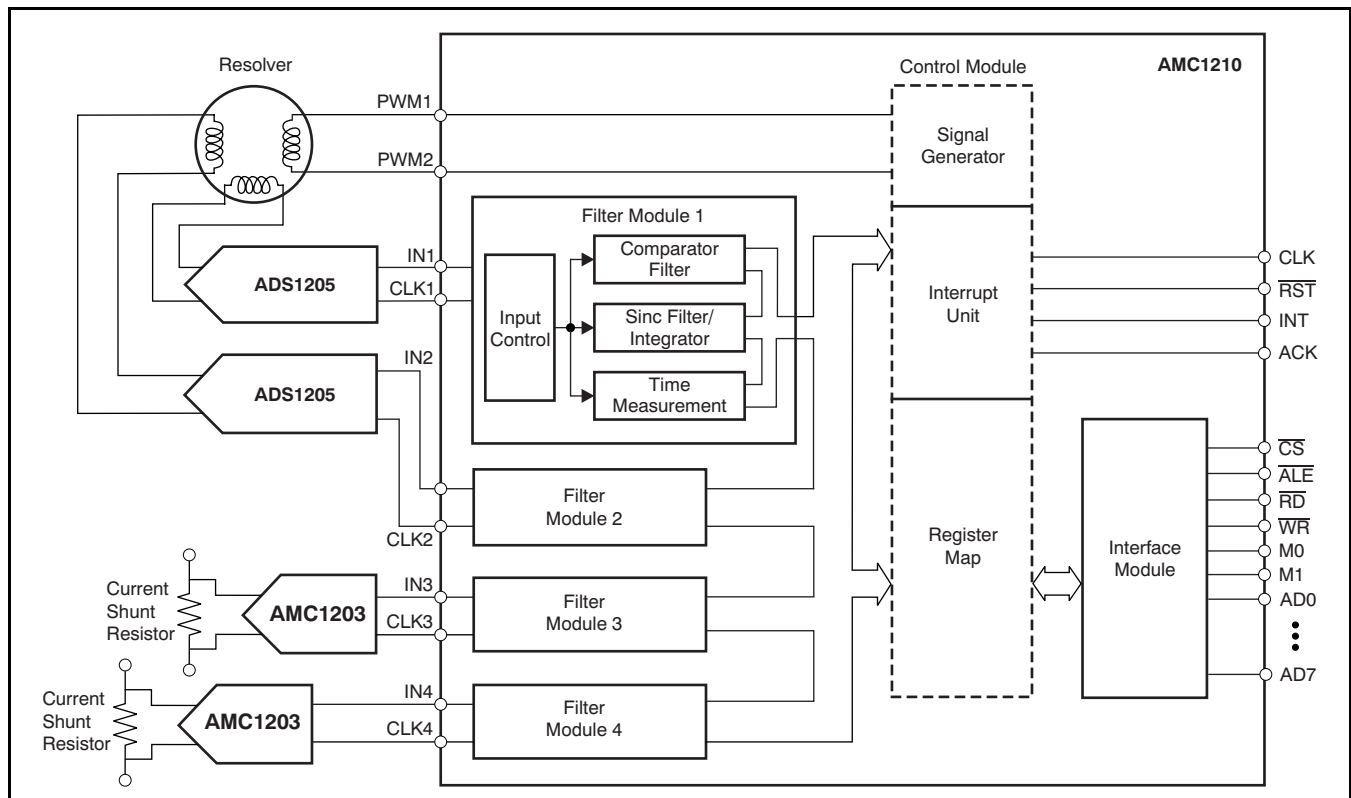 AMC1210
Resolver
Control Module
PWM1
Signal
Generator
PWM2
Filter Module 1
Comparator
Filter
IN1
ADS1205
CLK1
Input
Control
Sinc Filter/
Integrator
Interrupt
Unit
CLK
RST
INT
ACK
IN2
ADS1205
Time
Measurement
CS
ALE
RD
WR
M0
M1
AD0
AD7
Filter
Module 2
CLK2
Register
Map
Interface
Module
Current
Shunt
Resistor
AMC1203
IN3
CLK3
Filter
Module 3
Current
Shunt
Resistor
AMC1203
IN4
CLK4
Filter
Module 4